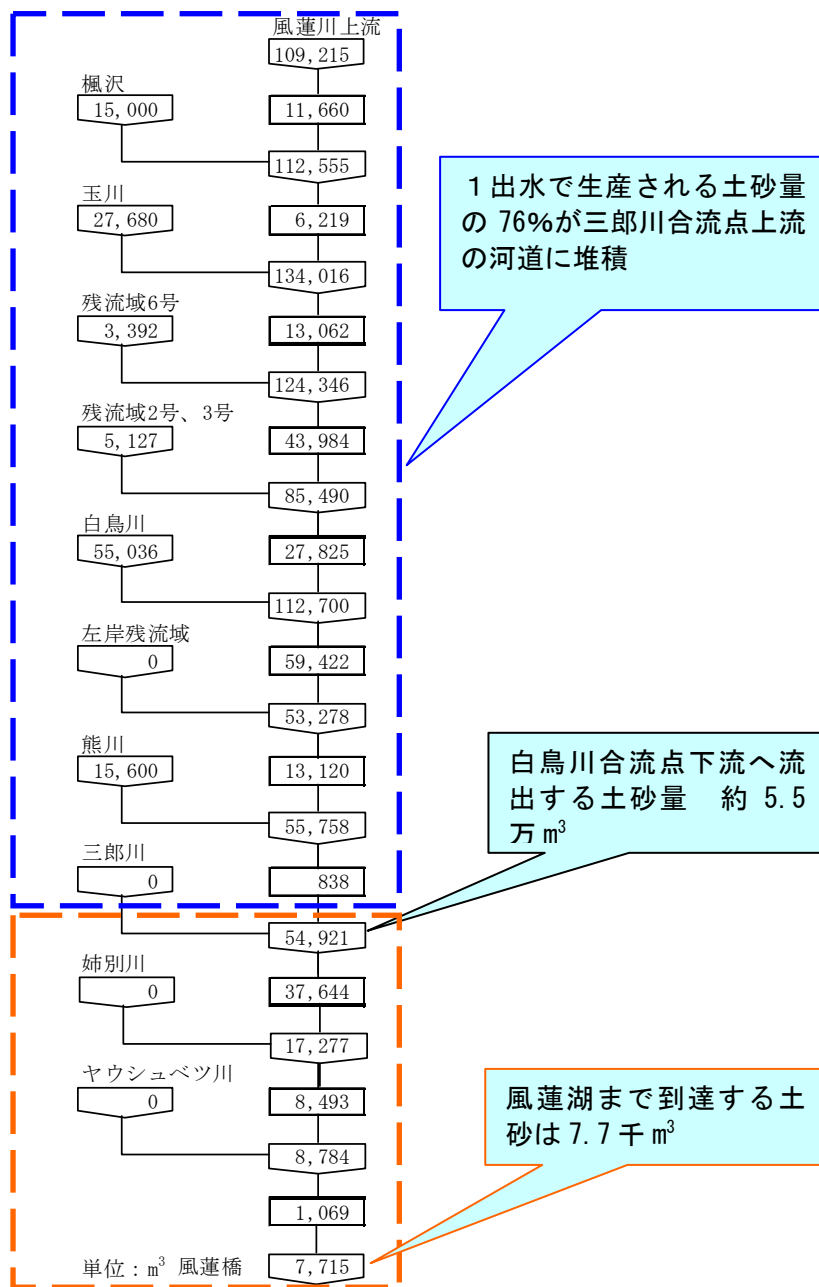 風蓮川上流
109,215
楓沢
15,000
11,660
112,555
玉川
27,680
6,219
134,016
残流域6号
3,392
13,062
124,346
残流域2号、3号
5,127
43,984
85,490
白鳥川
55,036
27,825
112,700
左岸残流域
0
59,422
53,278
熊川
15,600
13,120
55,758
三郎川
0
838
54,921
姉別川
0
37,644
17,277
ヤウシュベツ川
0
8,493
8,784
1,069
単位：m³ 風蓮橋
7,715
１出水で生産される土砂量
の 76%が三郎川合流点上流
の河道に堆積
白鳥川合流点下流へ流
出する土砂量　約 5.5
万 m³
風蓮湖まで到達する土
砂は 7.7 千 m³